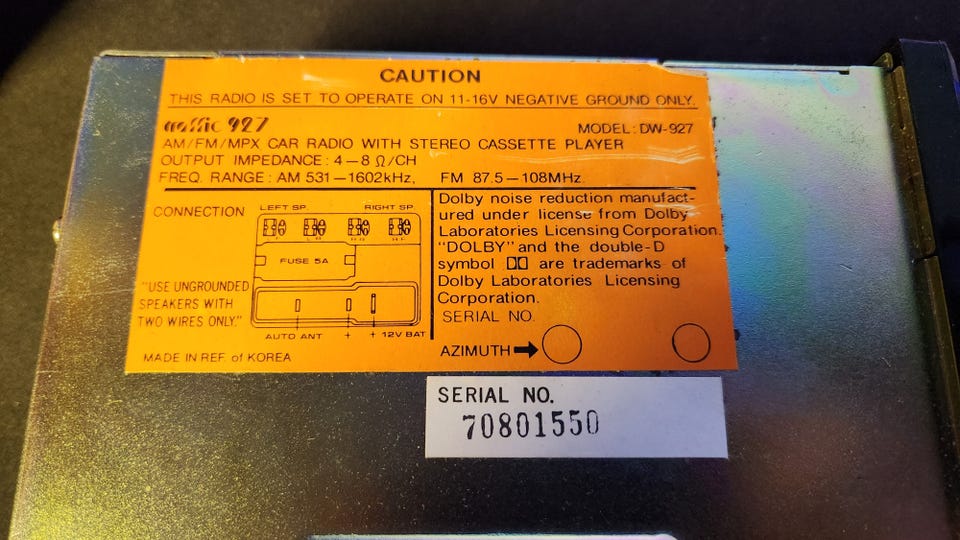 CAUTION
THIS RADIO IS SET TO OPERATE ON 11-16V NEGATIVE GROUND ONLY.
traffic 927
MODEL: DW-927
AM/FM/MPX CAR RADIO WITH STEREO CASSETTE PLAYER
OUTPUT IMPEDANCE: 4-8 Ω/CH
FREQ. RANGE: AM 531-1602kHz, FM 87.5-108MHz.
CONNECTION
LEFT SP. RIGHT SP.
FUSE 5A
"USE UNGROUNDED
SPEAKERS WITH
TWO WIRES ONLY."
AUTO ANT + + 12V BAT
MADE IN REF. of KOREA
Dolby noise reduction manufact-
ured under license from Dolby
Laboratories Licensing Corporation.
"DOLBY" and the double-D
symbol are trademarks of
Dolby Laboratories Licensing
Corporation.
SERIAL NO.
AZIMUTH
SERIAL NO.
70801550